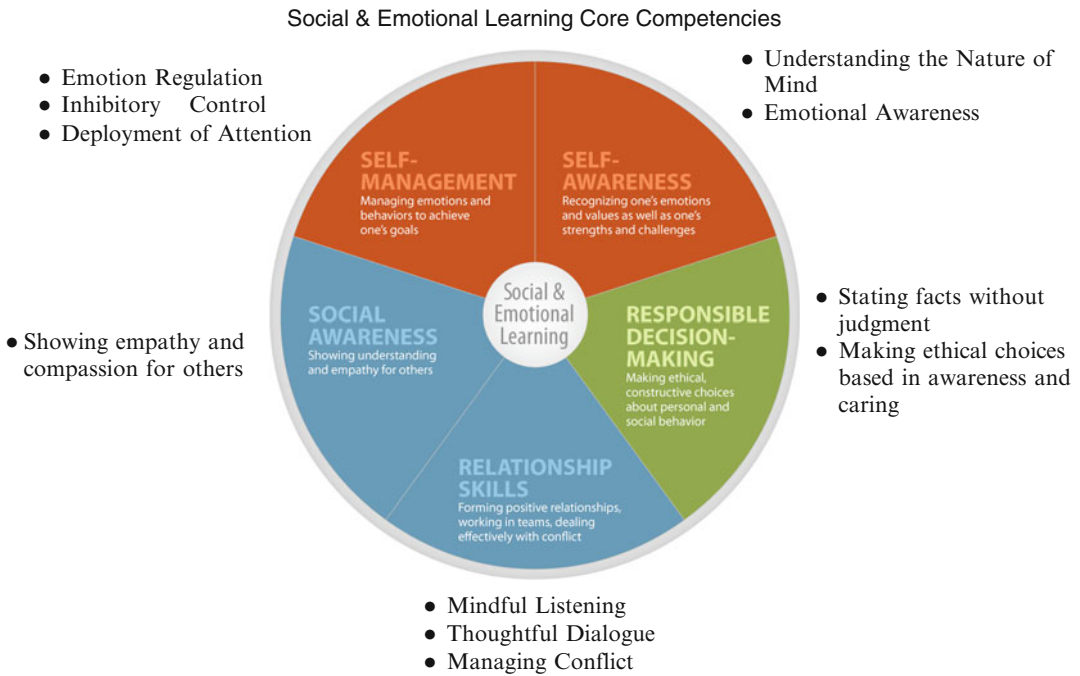 Social & Emotional Learning Core Competencies
● Emotion Regulation
● Inhibitory Control
● Deployment of Attention
● Understanding the Nature of
Mind
● Emotional Awareness
SELF-
MANAGEMENT
Managing emotions and
behaviors to achieve
one's goals
SELF-
AWARENESS
Recognizing one's emotions
and values as well as one's
strengths and challenges
● Showing empathy and
compassion for others
SOCIAL
AWARENESS
Showing understanding
and empathy for others
Social &
Emotional
Learning
RESPONSIBLE
DECISION-
MAKING
Making ethical,
constructive choices
about personal and
social behavior
● Stating facts without
judgment
● Making ethical choices
based in awareness and
caring
RELATIONSHIP
SKILLS
Forming positive relationships,
working in teams, dealing
effectively with conflict
● Mindful Listening
● Thoughtful Dialogue
● Managing Conflict